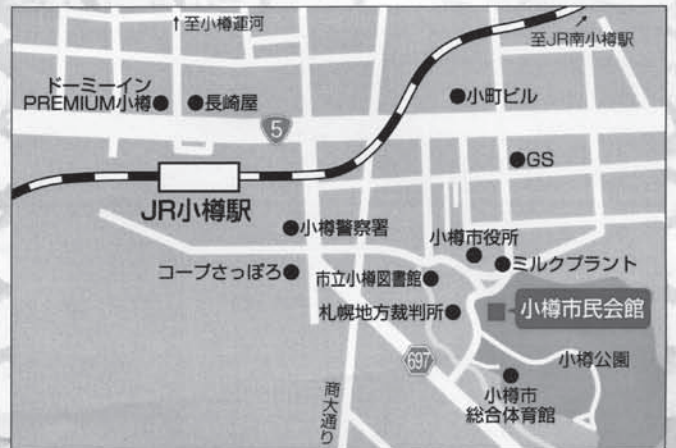 ↑至小樽運河
↗
至JR南小樽駅
ドーミーイン
PREMIUM小樽
長崎屋
小町ビル
5
GS
JR小樽駅
小樽警察署
小樽市役所
コープさっぽろ
市立小樽図書館
ミルクプラント
札幌地方裁判所
小樽市民会館
697
小樽公園
商大通り
小樽市
総合体育館